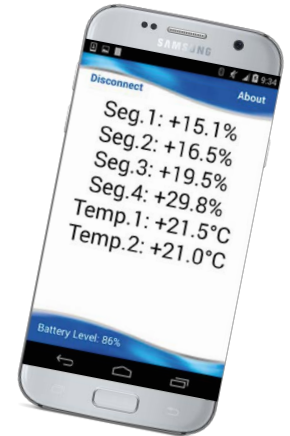 SAMSUNG
9:34
Disconnect
About
Seg.1: +15.1%
Seg.2: +16.5%
Seg.3: +19.5%
Seg.4: +29.8%
Temp.1: +21.5°C
Temp.2: +21.0°C
Battery Level: 86%